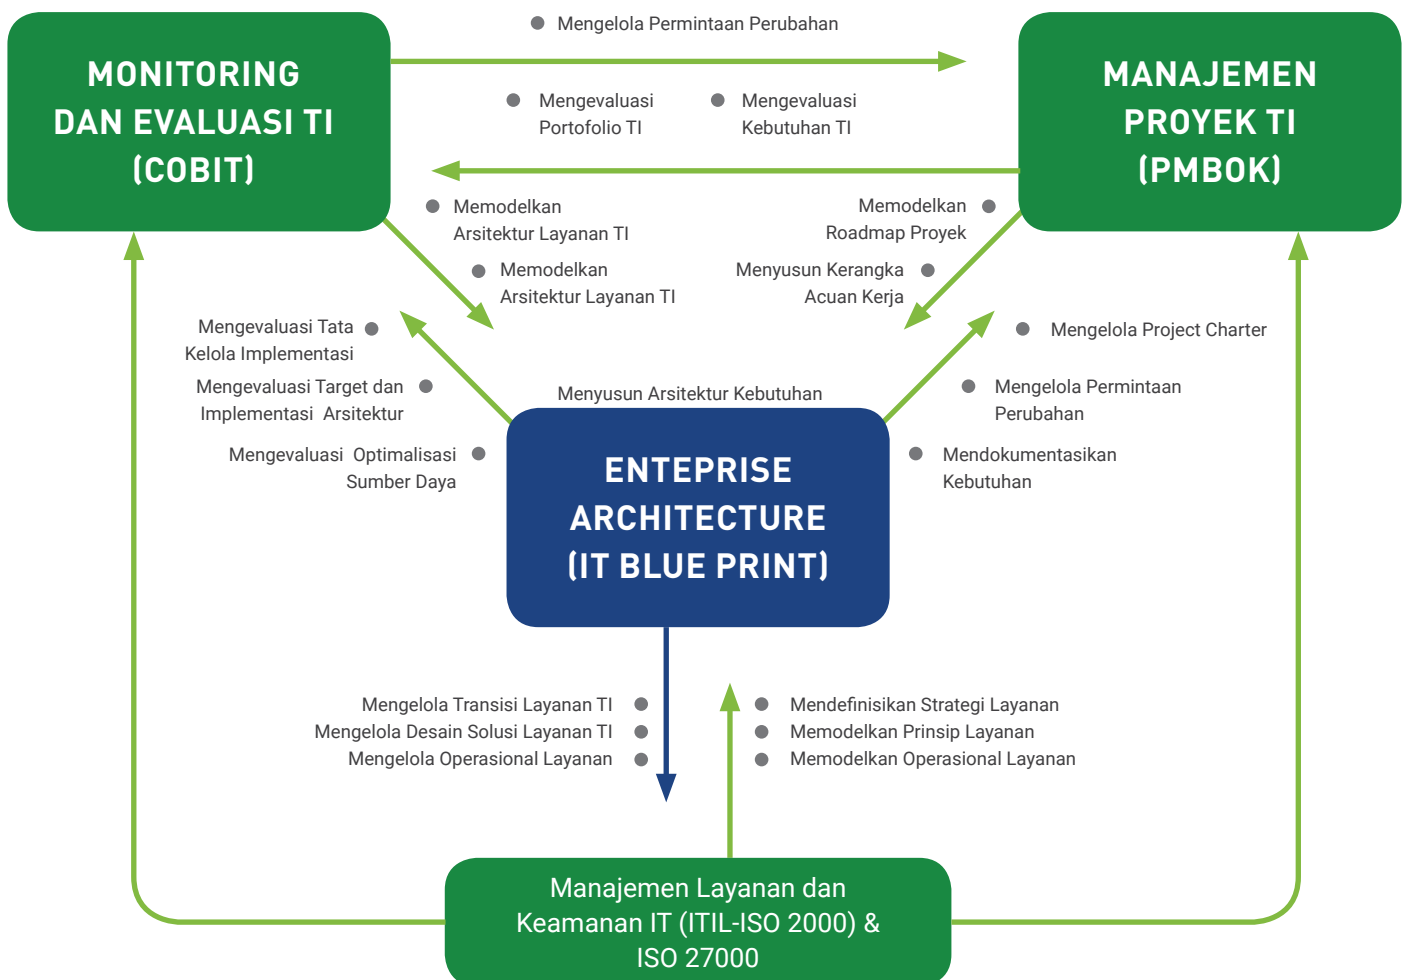 Mengelola Permintaan Perubahan
MONITORING
DAN EVALUASI TI
(COBIT)
MANAJEMEN
PROYEK TI
(PMBOK)
Mengevaluasi
Portofolio TI
Mengevaluasi
Kebutuhan TI
Memodelkan
Arsitektur Layanan TI
Memodelkan
Arsitektur Layanan TI
Memodelkan
Roadmap Proyek
Menyusun Kerangka
Acuan Kerja
Mengevaluasi Tata
Kelola Implementasi
Mengevaluasi Target dan
Implementasi Arsitektur
Mengevaluasi Optimalisasi
Sumber Daya
Mengelola Project Charter
Mengelola Permintaan
Perubahan
Mendokumentasikan
Kebutuhan
Menyusun Arsitektur Kebutuhan
ENTEPRISE
ARCHITECTURE
(IT BLUE PRINT)
Mengelola Transisi Layanan TI
Mengelola Desain Solusi Layanan TI
Mengelola Operasional Layanan
Mendefinisikan Strategi Layanan
Memodelkan Prinsip Layanan
Memodelkan Operasional Layanan
Manajemen Layanan dan
Keamanan IT (ITIL-ISO 2000) &
ISO 27000